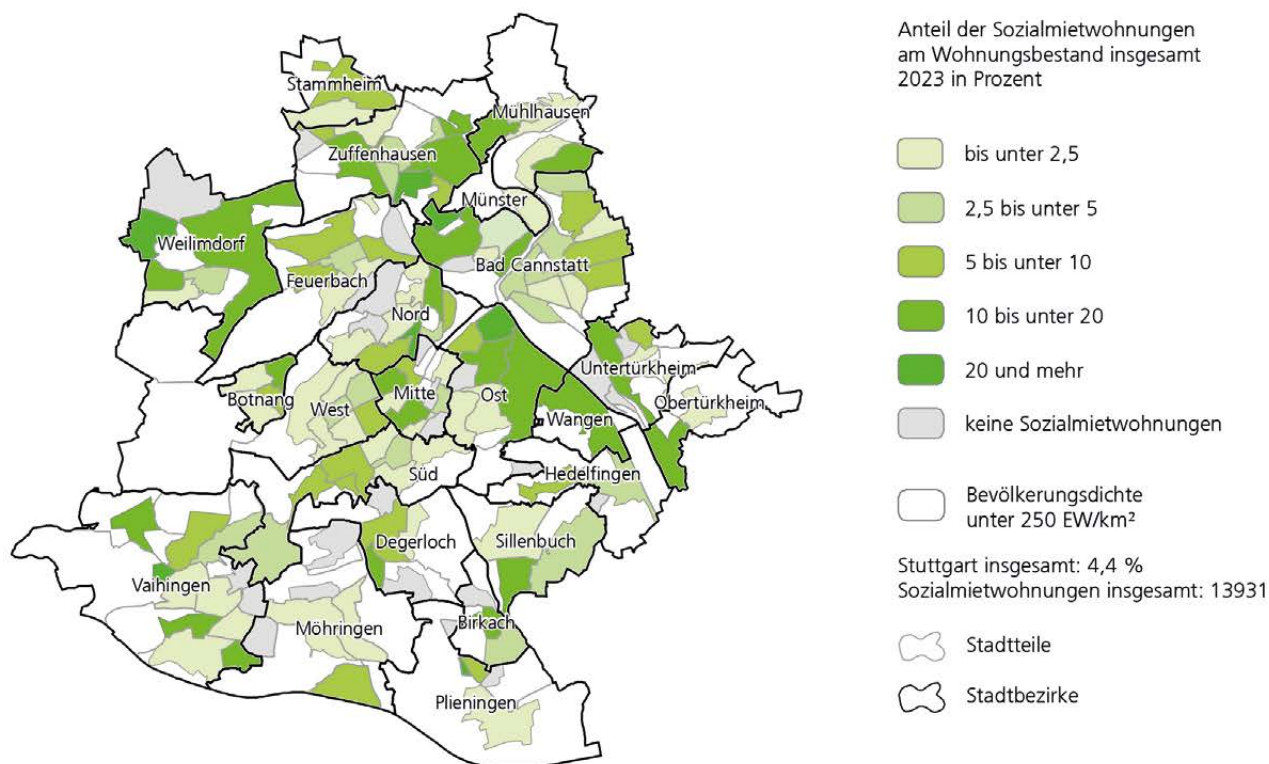 Anteil der Sozialmietwohnungen
am Wohnungsbestand insgesamt
2023 in Prozent
bis unter 2,5
2,5 bis unter 5
5 bis unter 10
10 bis unter 20
20 und mehr
keine Sozialmietwohnungen
Bevölkerungsdichte
unter 250 EW/km²
Stuttgart insgesamt: 4,4 %
Sozialmietwohnungen insgesamt: 13931
Stadtteile
Stadtbezirke
Stammheim
Mühlhausen
Zuffenhausen
Münster
Weilimdorf
Bad Cannstatt
Feuerbach
Nord
Untertürkheim
Botnang
West
Mitte
Ost
Obertürkheim
Wangen
Süd
Hedelfingen
Degerloch
Sillenbuch
Vaihingen
Möhringen
Birkach
Plieningen